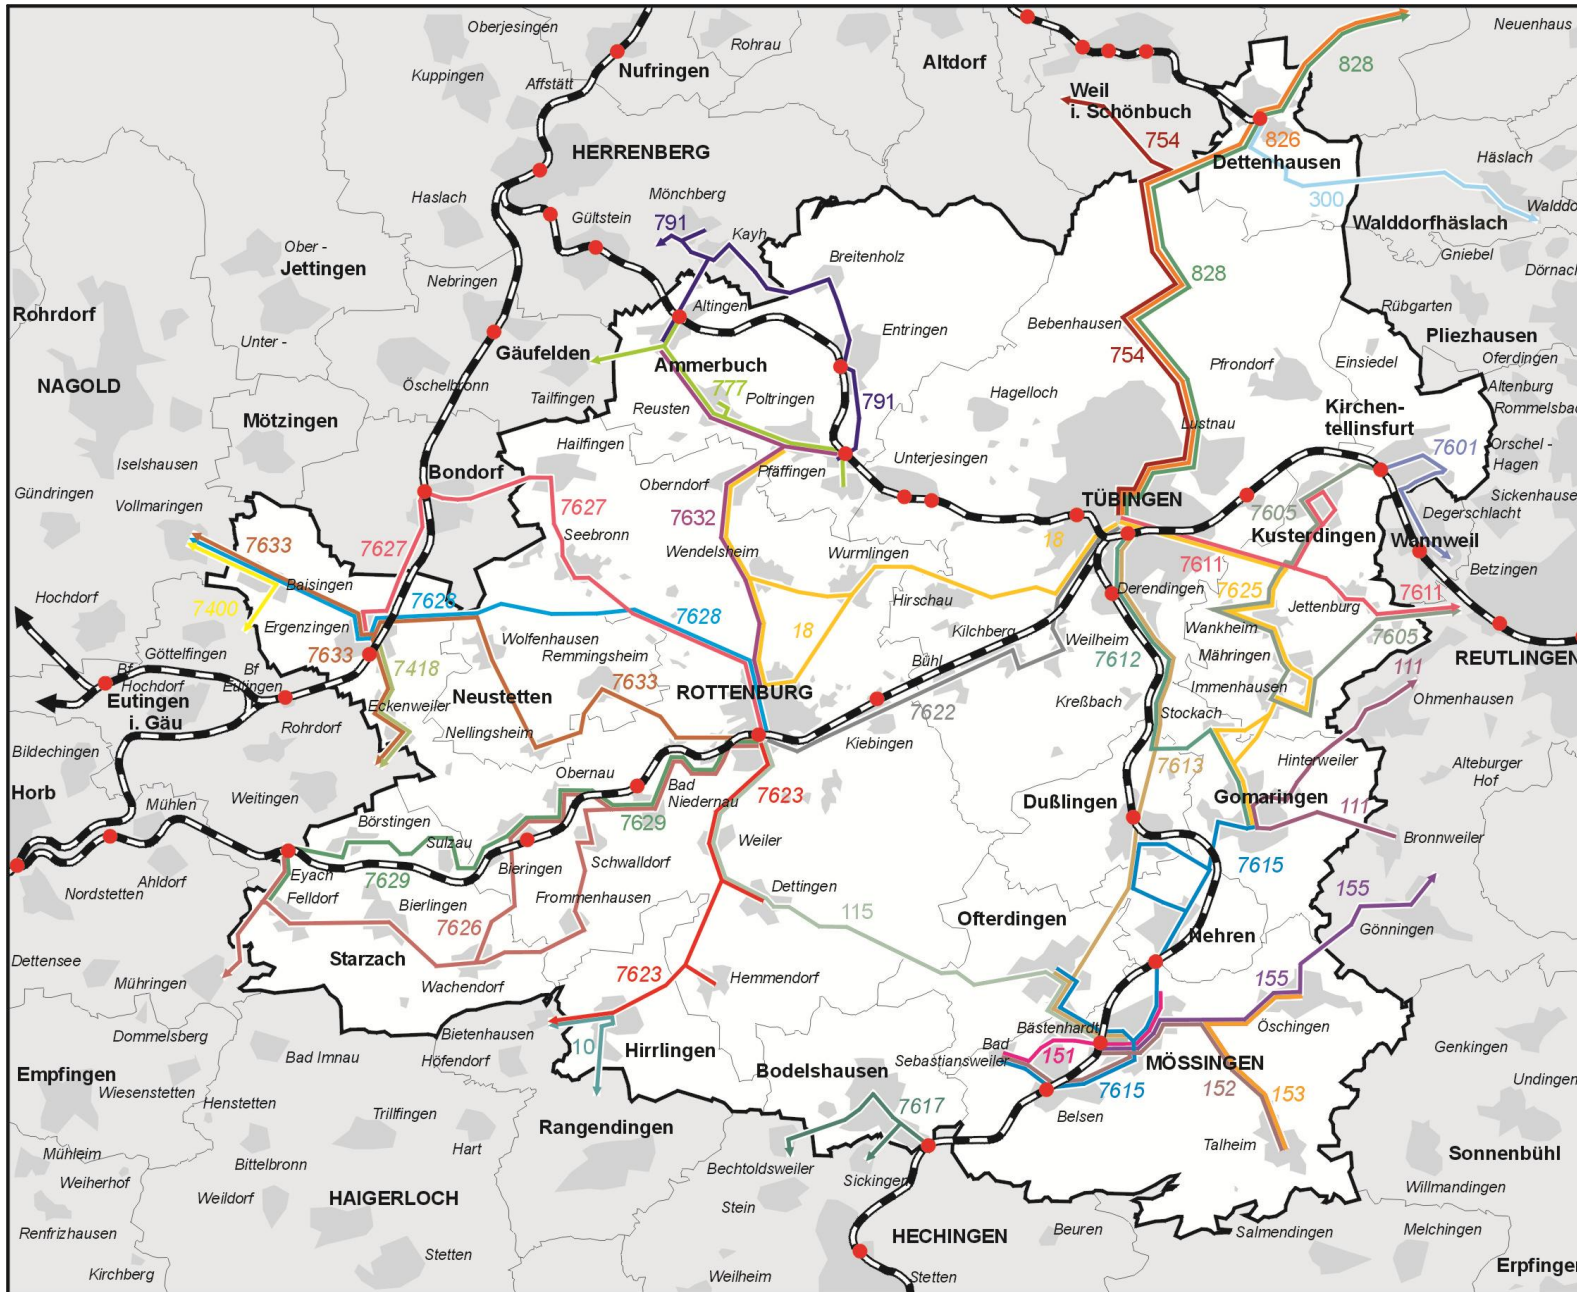 Oberjesingen
Rohrau
Neuenhaus
Kuppingen
Affstätt
Nufringen
Altdorf
828
Weil
i. Schönbuch
754
826
Dettenhausen
HERRENBERG
Häslach
Haslach
Mönchberg
300
Gültstein
791
Kayh
Walddorfhäslach
Ober -
Jettingen
Nebringen
Breitenholz
Gniebel
Dörnach
828
Rohrdorf
Altingen
Rübgarten
Bebenhausen
Entringen
Pliezhausen
Unter -
Gäufelden
Ammerbuch
754
Pfrondorf
Einsiedel
Oferdingen
NAGOLD
Öschelbronn
777
Hagelloch
Altenburg
Tailfingen
Reusten
Poltringen
791
Kirchen-
tellinsfurt
Mötzingen
Lustnau
Hailfingen
7601
Orschel -
Hagen
Iselshausen
Bondorf
Pfäffingen
Unterjesingen
Gündringen
Vollmaringen
Oberndorf
TÜBINGEN
7627
7632
7605
Degerschlacht
Kusterdingen
Wannweil
7633
7627
Seebronn
Wendelsheim
Wurmlingen
18
7611
Betzingen
Baisingen
7625
Derendingen
7611
Hochdorf
7400
7628
Hirschau
Jettenburg
Ergenzingen
Wolfenhausen
Remmingsheim
7628
18
Kilchberg
Weilheim
Wankheim
7605
Göttelfingen
7633
7612
Mähringen
REUTLINGEN
Bf
Hochdorf
Bf
Eutingen
7418
Bühl
111
Eutingen
i. Gäu
Neustetten
7633
ROTTENBURG
Immenhausen
Ohmenhausen
Eckenweiler
7622
Kreßbach
Rohrdorf
Nellingsheim
Stockach
Bildechingen
Kiebingen
Hinterweiler
7613
Alteburger
Hof
Obernau
Bad
Niedernau
Horb
Weitingen
7623
Dußlingen
Gomaringen
Mühlen
Börstingen
7629
111
Bronnweiler
Sulzau
Weiler
Eyach
Bieringen
Schwalldorf
7615
Nordstetten
Ahldorf
7629
Dettingen
155
Felldorf
Bierlingen
Frommenhausen
115
Ofterdingen
7626
Nehren
Gönningen
Dettensee
Starzach
7623
Hemmendorf
155
Mühringen
Wachendorf
Dommelsberg
Bietenhausen
Bästenhardt
Öschingen
10
Hirrlingen
Bad
Sebastiansweiler
151
Genkingen
Bad Imnau
Höfendorf
MÖSSINGEN
Empfingen
Bodelshausen
Undingen
Wiesenstetten
7615
152
153
Henstetten
7617
Trillfingen
Rangendingen
Belsen
Hart
Talheim
Mühleim
Sonnenbühl
Bittelbronn
Bechtoldsweiler
Weiherhof
Sickingen
Willmandingen
Weildorf
HAIGERLOCH
Stein
Renfrizhausen
HECHINGEN
Beuren
Salmendingen
Melchingen
Stetten
Kirchberg
Weilheim
Stetten